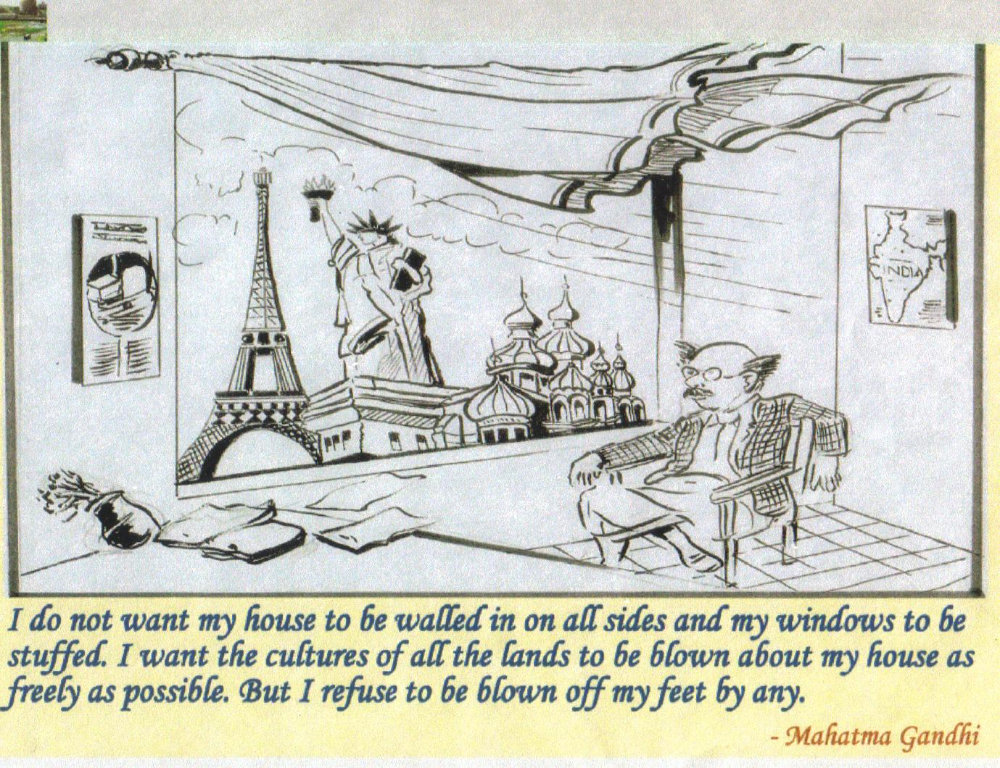 INDIA
I do not want my house to be walled in on all sides and my windows to be
stuffed. I want the cultures of all the lands to be blown about my house as
freely as possible. But I refuse to be blown off my feet by any.
- Mahatma Gandhi